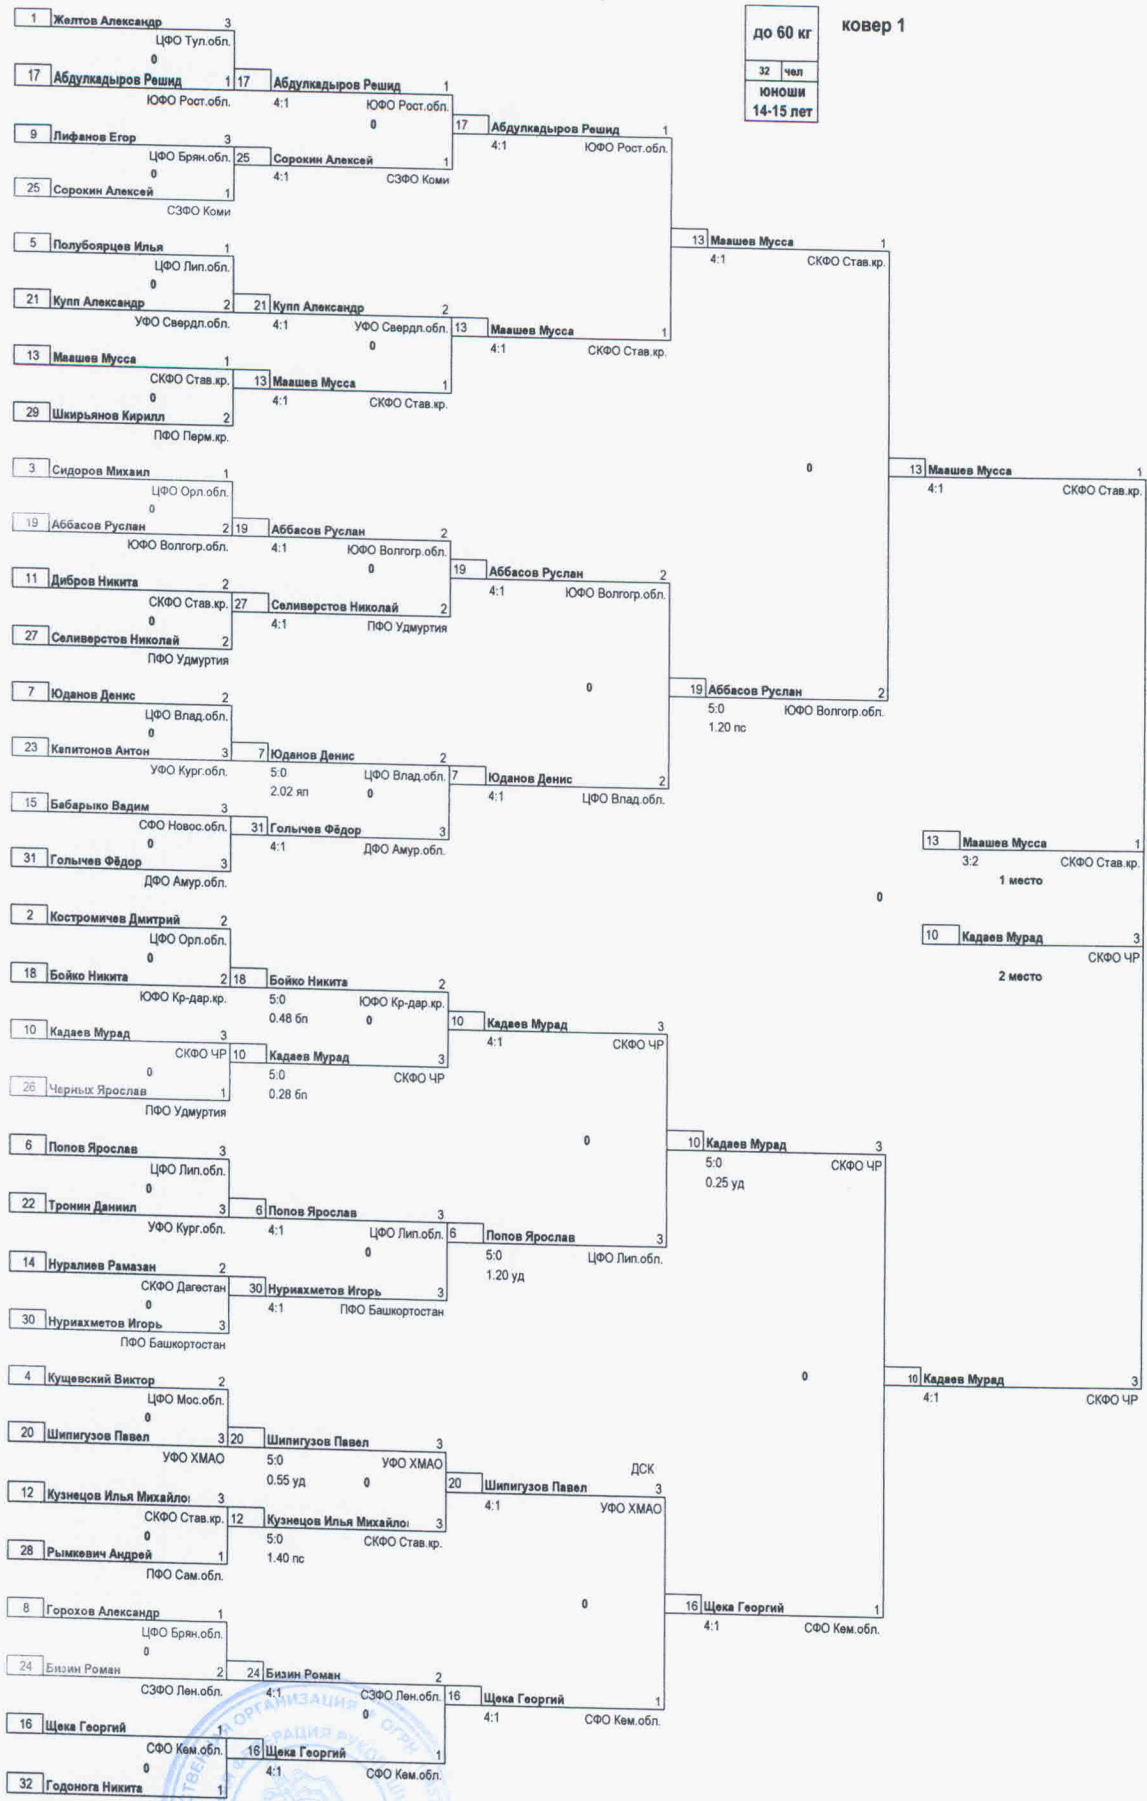 до 60 кг
32 чел
юноши
14-15 лет
ковер 1
1 Желтов Александр 3
ЦФО Тул.обл.
0
17 Абдулкадыров Решид 1
ЮФО Рост.обл.
9 Лифанов Егор 3
ЦФО Брян.обл.
0
25 Сорокин Алексей 1
СЗФО Коми
5 Полубоярцев Илья 1
ЦФО Лип.обл.
0
21 Купп Александр 2
УФО Свердл.обл.
13 Маашев Мусса 1
СКФО Став.кр.
0
29 Шкирьянов Кирилл 2
ПФО Перм.кр.
3 Сидоров Михаил 1
ЦФО Орл.обл.
0
19 Аббасов Руслан 2
ЮФО Волгогр.обл.
11 Дибров Никита 2
СКФО Став.кр.
0
27 Селиверстов Николай 2
ПФО Удмуртия
7 Юданов Денис 2
ЦФО Влад.обл.
0
23 Капитонов Антон 3
УФО Кург.обл.
15 Бабарыко Вадим 3
СФО Новос.обл.
0
31 Голычев Фёдор 3
ДФО Амур.обл.
2 Костромичев Дмитрий 2
ЦФО Орл.обл.
0
18 Бойко Никита 2
ЮФО Кр-дар.кр.
10 Кадаев Мурад 3
СКФО ЧР
0
26 Черных Ярослав 1
ПФО Удмуртия
6 Попов Ярослав 3
ЦФО Лип.обл.
0
22 Тронин Даниил 3
УФО Кург.обл.
14 Нуралиев Рамазан 2
СКФО Дагестан
0
30 Нуриахметов Игорь 3
ПФО Башкортостан
4 Кущевский Виктор 2
ЦФО Мос.обл.
0
20 Шипигузов Павел 3
УФО ХМАО
12 Кузнецов Илья Михайло 3
СКФО Став.кр.
0
28 Рымкевич Андрей 1
ПФО Сам.обл.
8 Горохов Александр 1
ЦФО Брян.обл.
0
24 Бизин Роман 2
СЗФО Лен.обл.
16 Щека Георгий 1
СФО Кем.обл.
0
32 Годонога Никита 1
17 Абдулкадыров Решид 1
4:1 ЮФО Рост.обл.
0
25 Сорокин Алексей 1
4:1 СЗФО Коми
21 Купп Александр 2
4:1 УФО Свердл.обл.
0
13 Маашев Мусса 1
4:1 СКФО Став.кр.
19 Аббасов Руслан 2
4:1 ЮФО Волгогр.обл.
0
27 Селиверстов Николай 2
4:1 ПФО Удмуртия
7 Юданов Денис 2
5:0 ЦФО Влад.обл.
2.02 яп 0
31 Голычев Фёдор 3
4:1 ДФО Амур.обл.
18 Бойко Никита 2
5:0 ЮФО Кр-дар.кр.
0.48 бп 0
10 Кадаев Мурад 3
5:0 СКФО ЧР
0.28 бп
6 Попов Ярослав 3
4:1 ЦФО Лип.обл.
0
30 Нуриахметов Игорь 3
4:1 ПФО Башкортостан
20 Шипигузов Павел 3
5:0 УФО ХМАО
0.55 уд 0
12 Кузнецов Илья Михайло 3
5:0 СКФО Став.кр.
1.40 пс
24 Бизин Роман 2
4:1 СЗФО Лен.обл.
0
16 Щека Георгий 1
4:1 СФО Кем.обл.
17 Абдулкадыров Решид 1
4:1 ЮФО Рост.обл.
13 Маашев Мусса 1
4:1 СКФО Став.кр.
19 Аббасов Руслан 2
4:1 ЮФО Волгогр.обл.
0
7 Юданов Денис 2
4:1 ЦФО Влад.обл.
10 Кадаев Мурад 3
4:1 СКФО ЧР
0
6 Попов Ярослав 3
5:0 ЦФО Лип.обл.
1.20 уд
ДСК
20 Шипигузов Павел 3
4:1 УФО ХМАО
0
16 Щека Георгий 1
4:1 СФО Кем.обл.
13 Маашев Мусса 1
4:1 СКФО Став.кр.
0
19 Аббасов Руслан 2
5:0 ЮФО Волгогр.обл.
1.20 пс
10 Кадаев Мурад 3
5:0 СКФО ЧР
0.25 уд
0
16 Щека Георгий 1
4:1 СФО Кем.обл.
13 Маашев Мусса 1
4:1 СКФО Став.кр.
0
10 Кадаев Мурад 3
4:1 СКФО ЧР
13 Маашев Мусса 1
3:2 СКФО Став.кр.
1 место
10 Кадаев Мурад 3
СКФО ЧР
2 место
ОРГАНИЗАЦИЯ * ОГРН